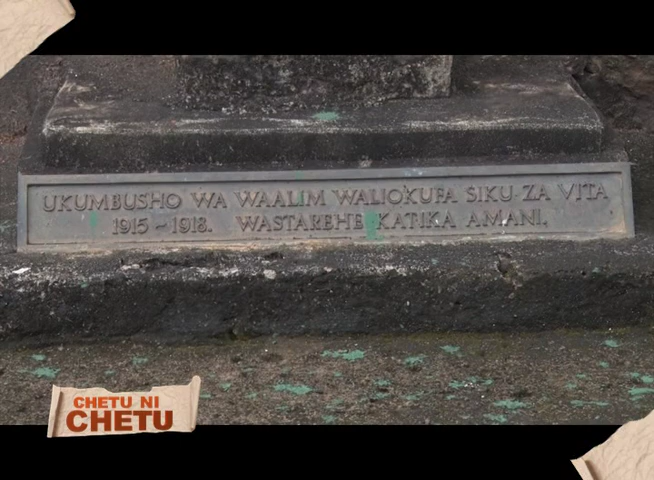 UKUMBUSHO WA WAALIM WALIOKUFA SIKU ZA VITA
1915 ~ 1918. WASTAREHE KATIKA AMANI.
CHETU NI
CHETU